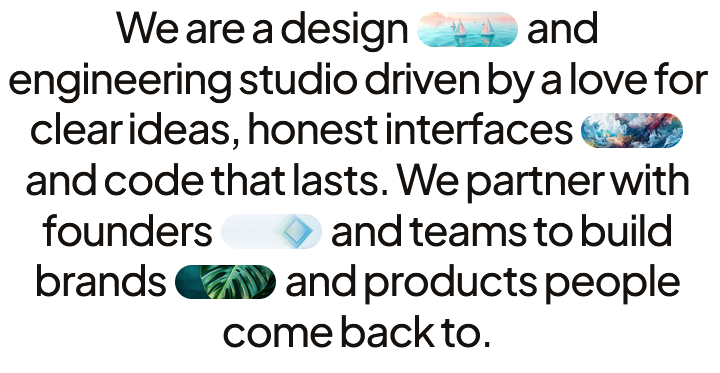 We are a design and
engineering studio driven by a love for
clear ideas, honest interfaces
and code that lasts. We partner with
founders and teams to build
brands and products people
come back to.